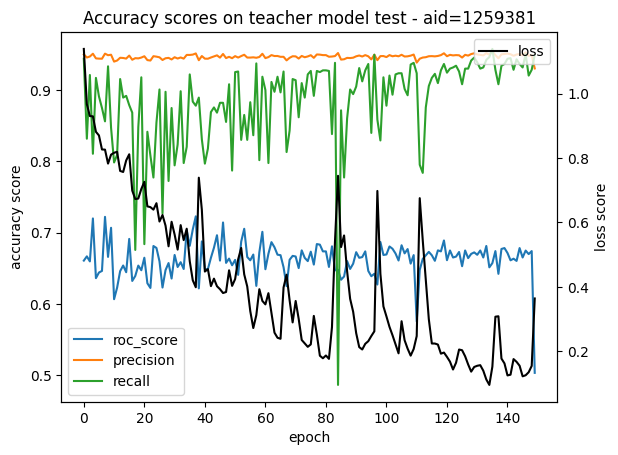 Accuracy scores on teacher model test - aid=1259381
loss
0.9
0.8
0.7
0.6
0.5
1.0
0.8
0.6
0.4
0.2
accuracy score
loss score
roc_score
precision
recall
0 20 40 60 80 100 120 140
epoch